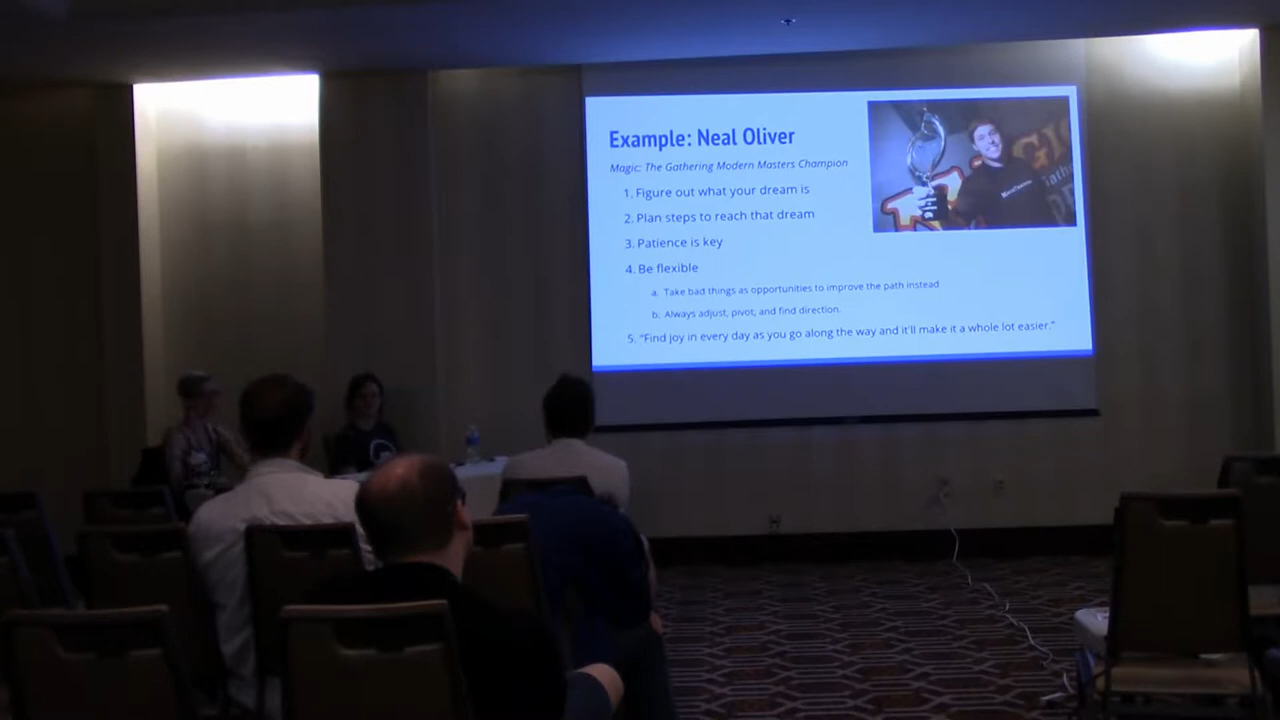 Example: Neal Oliver
Magic: The Gathering Modern Masters Champion
1. Figure out what your dream is
2. Plan steps to reach that dream
3. Patience is key
4. Be flexible
a. Take bad things as opportunities to improve the path instead
b. Always adjust, pivot, and find direction.
5. “Find joy in every day as you go along the way and it'll make it a whole lot easier.”